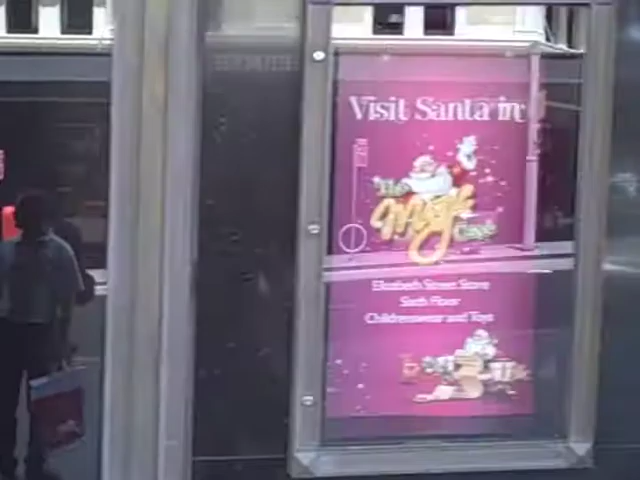 Visit Santa in
The
Magic
Cave
Elizabeth Street Store
Sixth Floor
Childrenswear and Toys